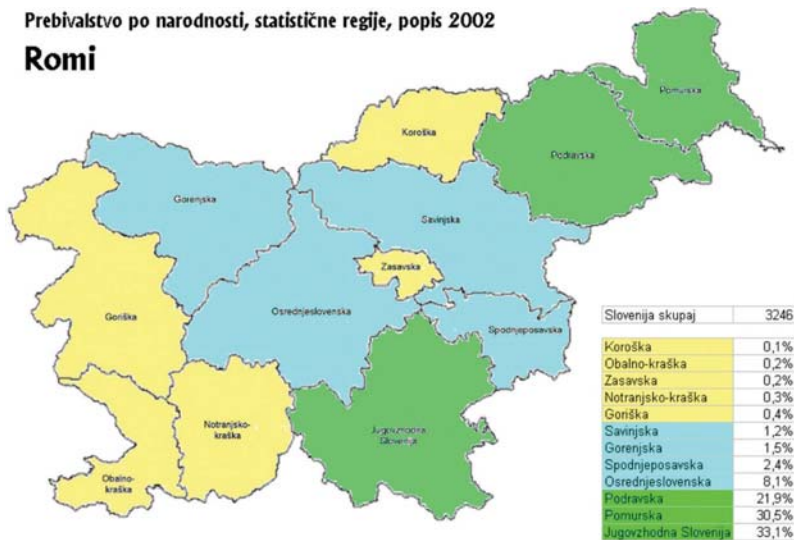 Prebivalstvo po narodnosti, statistične regije, popis 2002
Romi
Pomurska
Koroška
Podravska
Gorenjska
Savinjska
Zasavska
Osrednjeslovenska
Spodnjeposavska
Goriška
Notranjsko-
kraška
Jugovzhodna
Slovenija
Obalno-
kraška
Slovenija skupaj 3246
Koroška 0,1%
Obalno-kraška 0,2%
Zasavska 0,2%
Notranjsko-kraška 0,3%
Goriška 0,4%
Savinjska 1,2%
Gorenjska 1,5%
Spodnjeposavska 2,4%
Osrednjeslovenska 8,1%
Podravska 21,9%
Pomurska 30,5%
Jugovzhodna Slovenija 33,1%